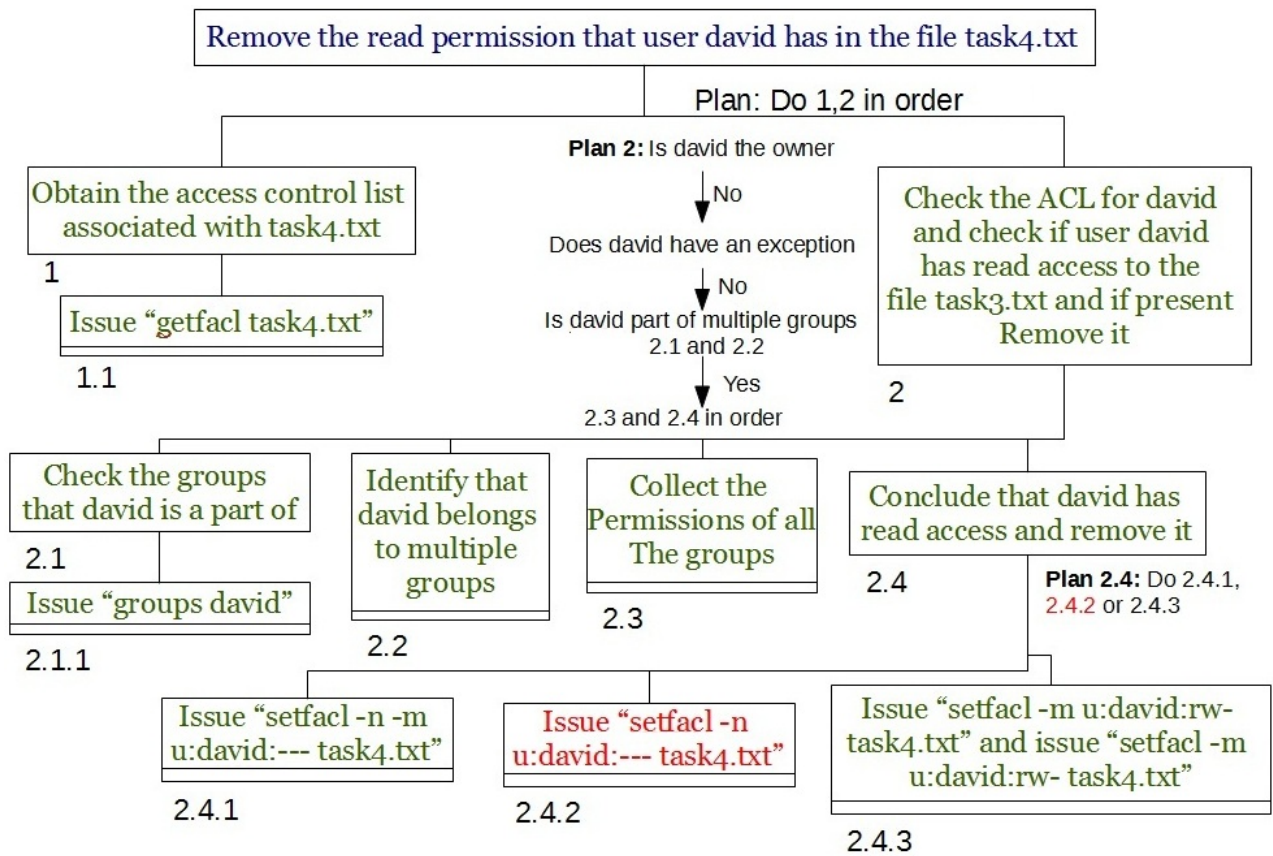 Remove the read permission that user david has in the file task4.txt
Plan: Do 1,2 in order
Plan 2: Is david the owner
No
Does david have an exception
No
Is david part of multiple groups
2.1 and 2.2
Yes
2.3 and 2.4 in order
Obtain the access control list
associated with task4.txt
1
Issue “getfacl task4.txt”
1.1
Check the ACL for david
and check if user david
has read access to the
file task3.txt and if present
Remove it
2
Check the groups
that david is a part of
2.1
Issue “groups david”
2.1.1
Identify that
david belongs
to multiple
groups
2.2
Collect the
Permissions of all
The groups
2.3
Conclude that david has
read access and remove it
2.4
Plan 2.4: Do 2.4.1,
2.4.2 or 2.4.3
Issue “setfacl -n -m
u:david:--- task4.txt”
2.4.1
Issue “setfacl -n
u:david:--- task4.txt”
2.4.2
Issue “setfacl -m u:david:rw-
task4.txt” and issue “setfacl -m
u:david:rw- task4.txt”
2.4.3